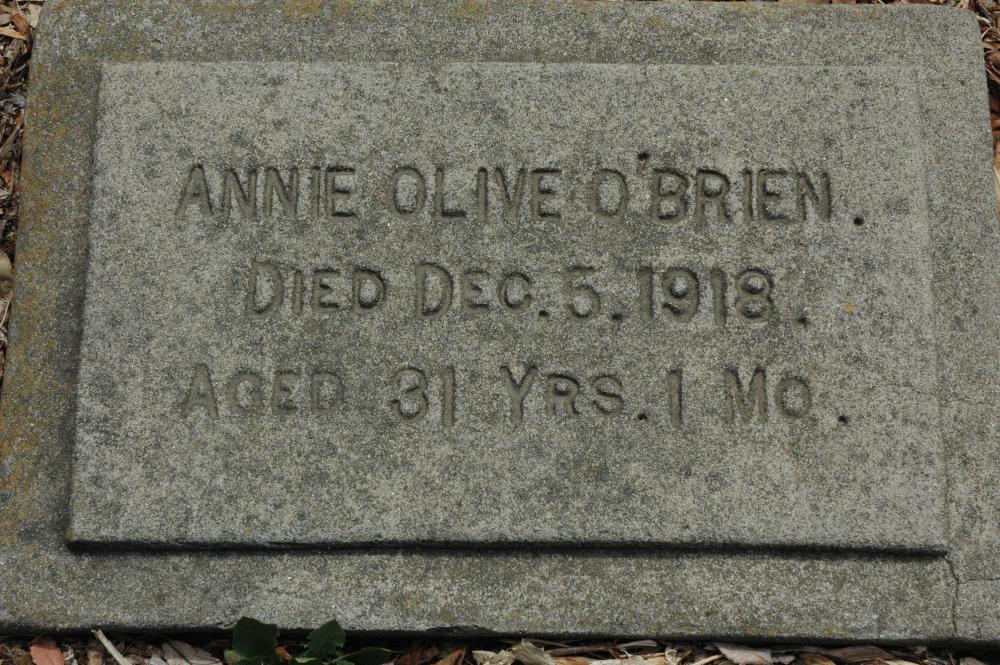 ANNIE OLIVE O'BRIEN.
DIED DEC. 5, 1918.
AGED 31 YRS. 1 MO.